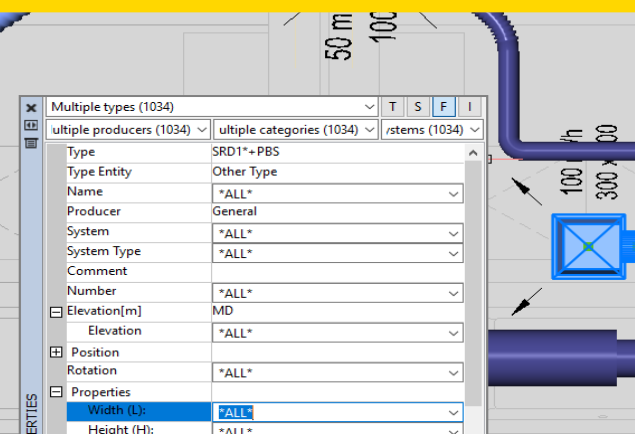 50 m
100
Multiple types (1034)
T S F I
ultiple producers (1034)
ultiple categories (1034)
stems (1034)
Type SRD1*+PBS
Type Entity Other Type
Name *ALL*
Producer General
System *ALL*
System Type *ALL*
Comment
Number *ALL*
Elevation[m] MD
Elevation *ALL*
Position
Rotation *ALL*
Properties
Width (L): *ALL*
Height (H): *ALL*
ERTIES
100
300 x